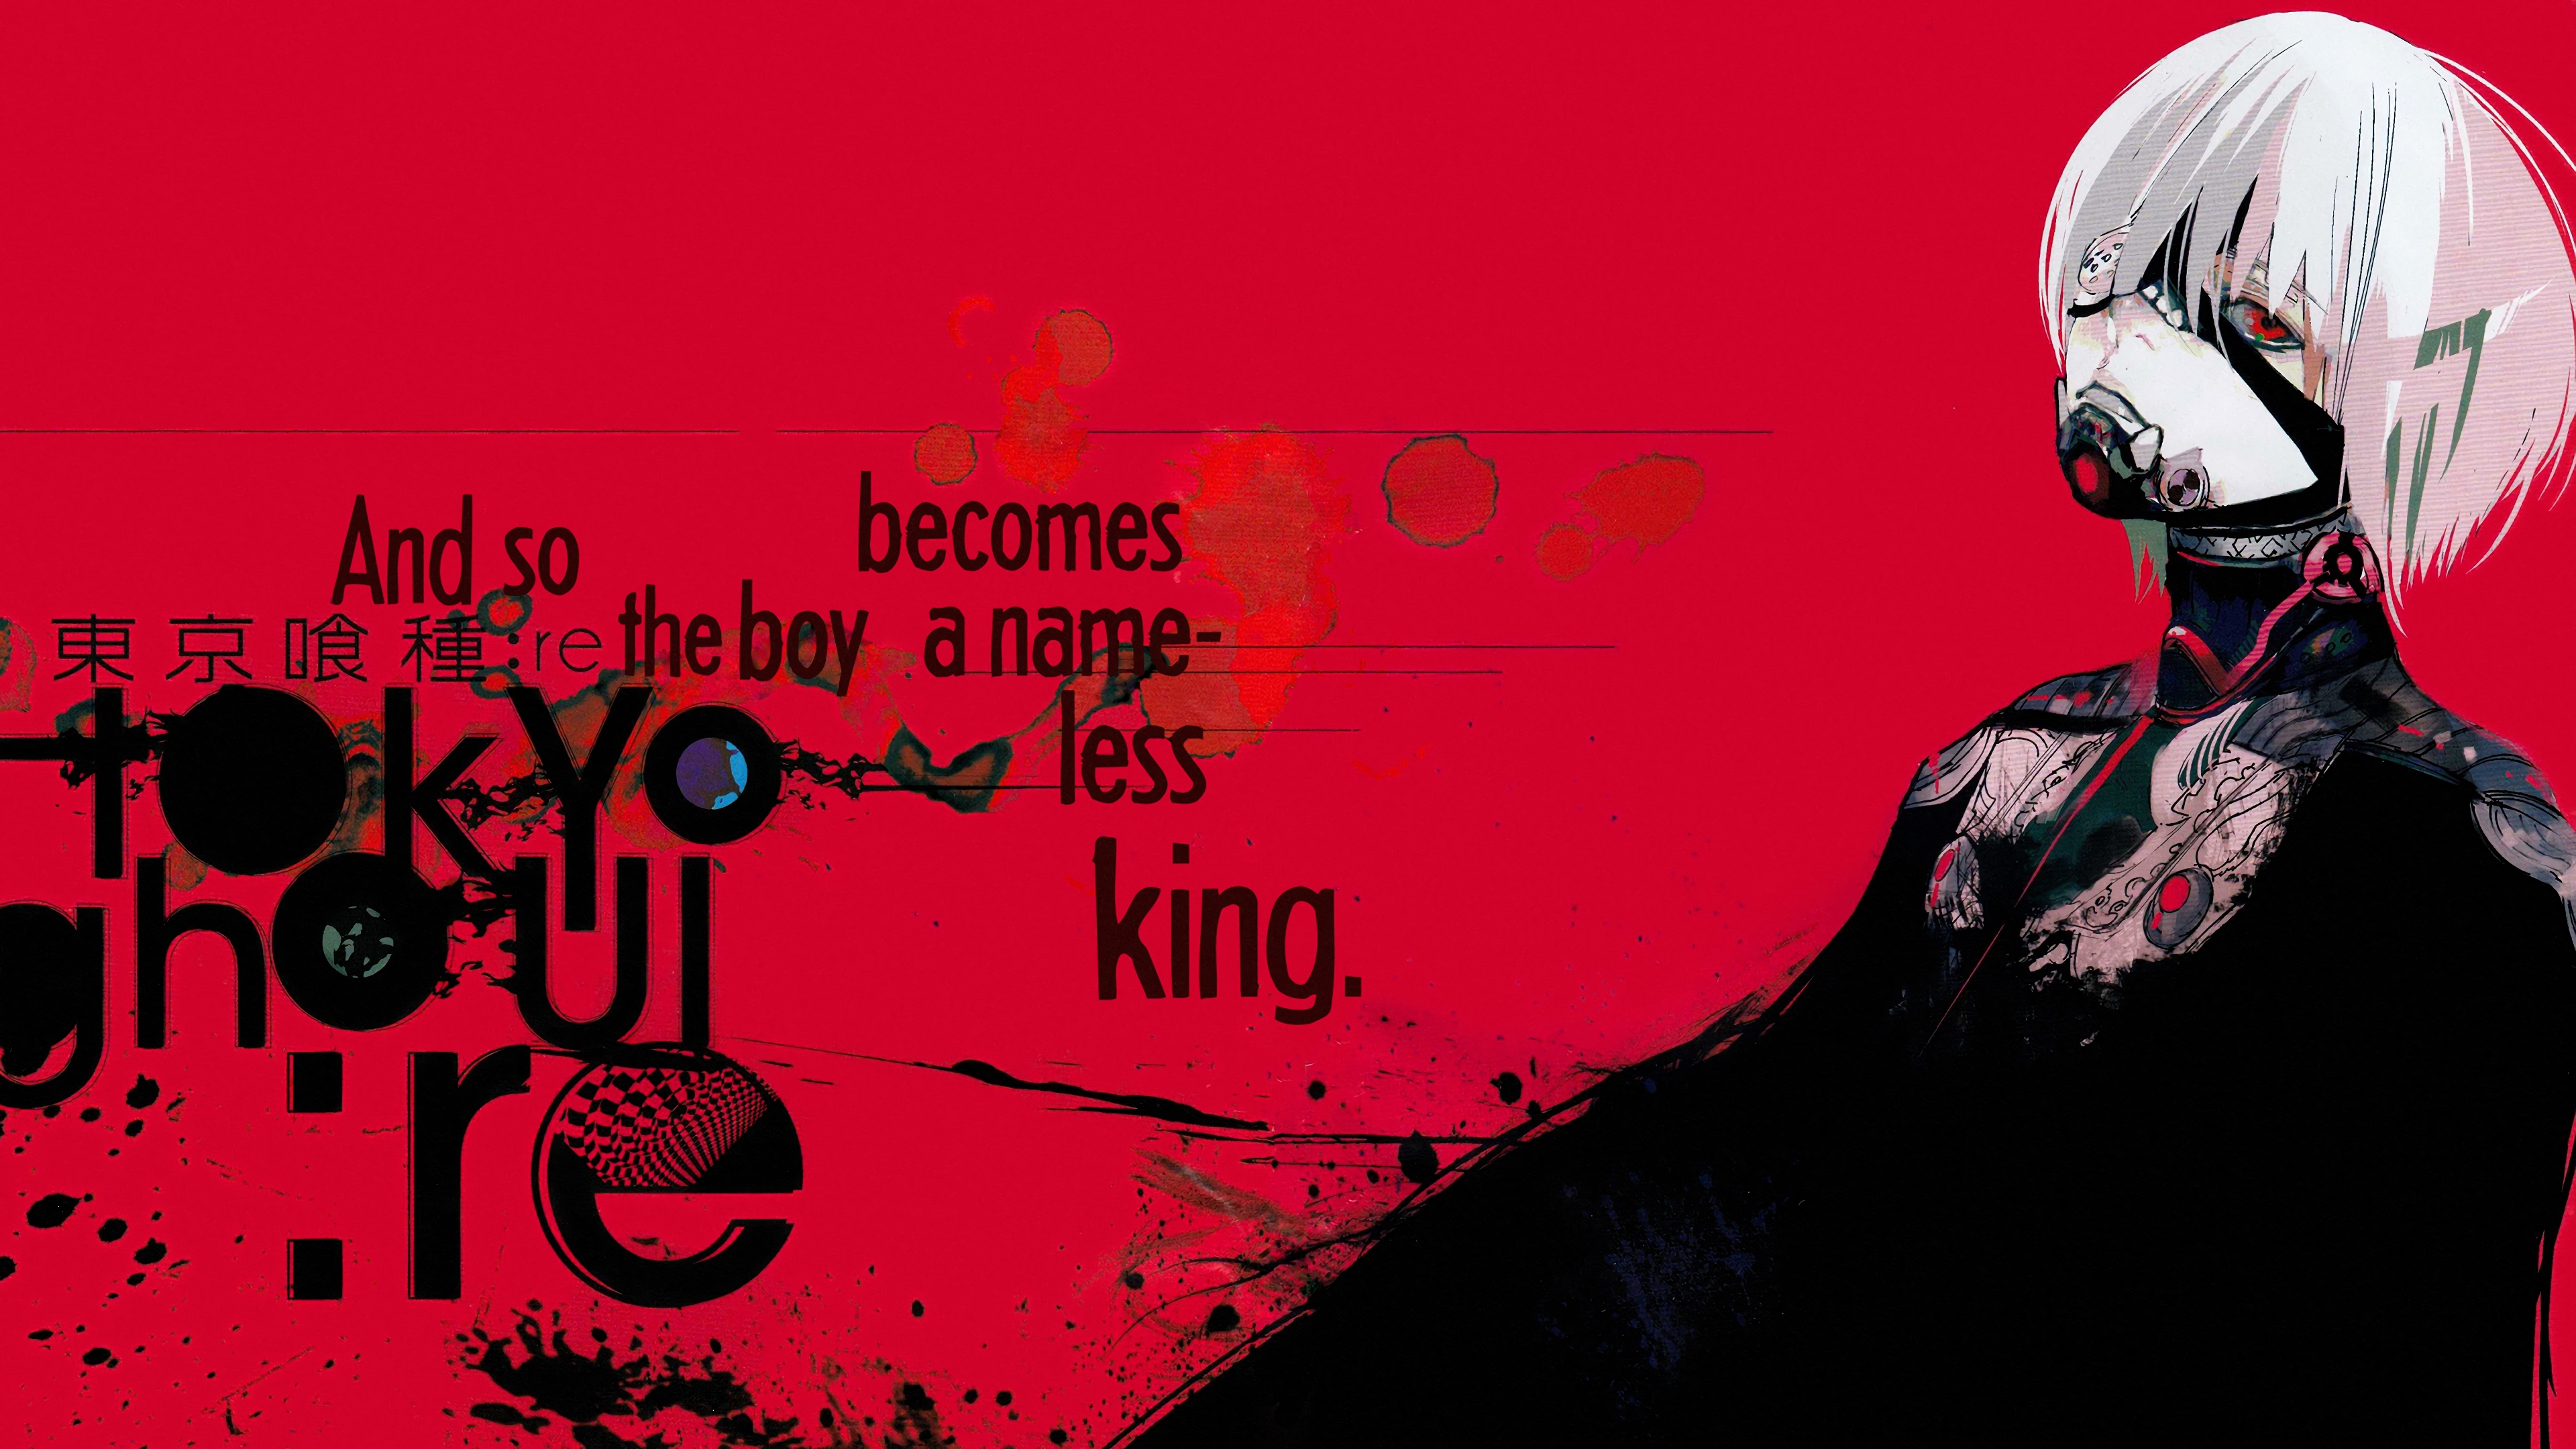 And so
the boy
becomes
a name-
less
king.
東京喰種:re
tokyo
ghoul
:re